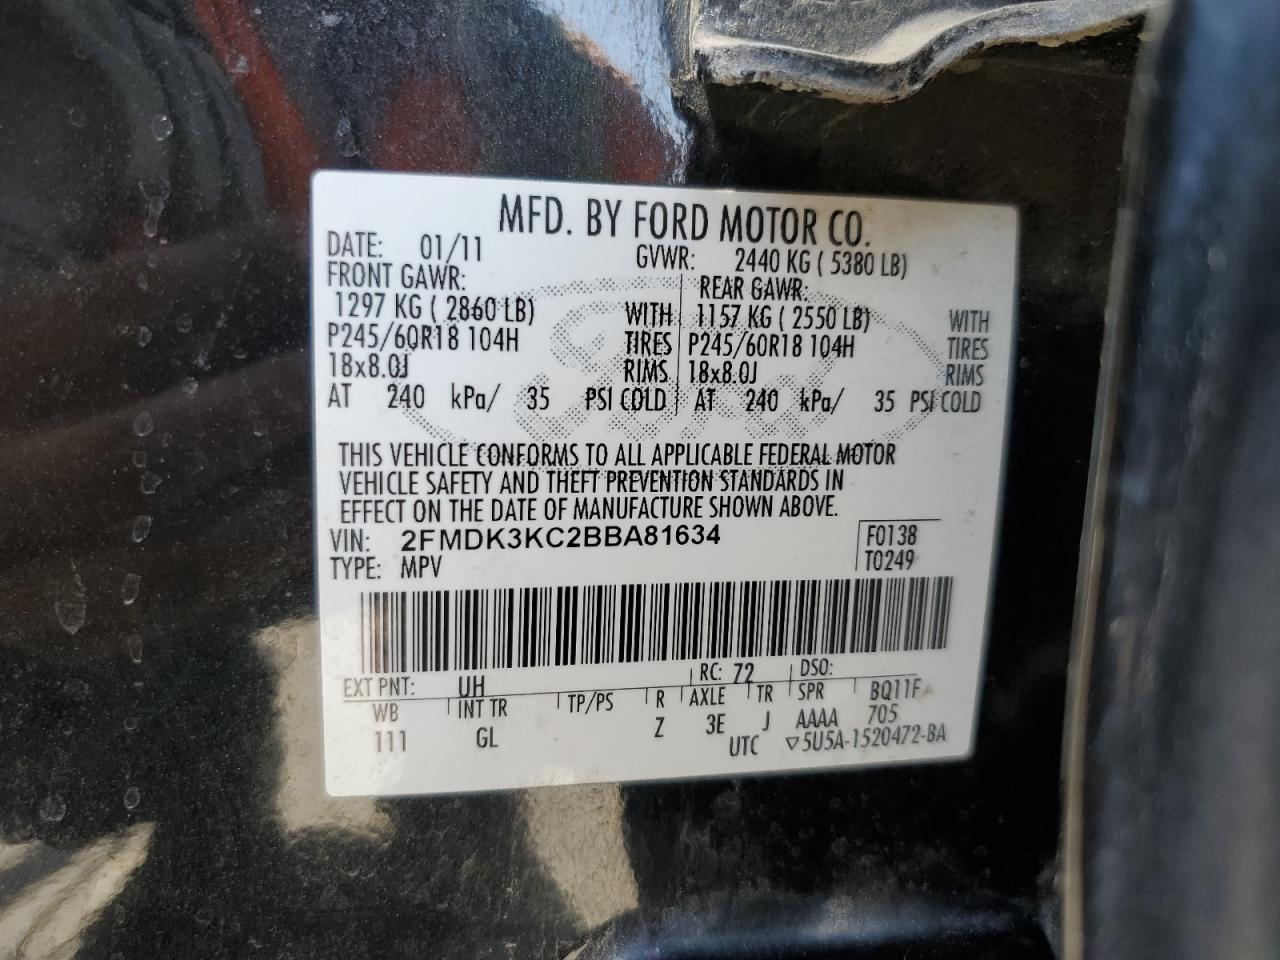 MFD. BY FORD MOTOR CO.
DATE: 01/11 GVWR: 2440 KG ( 5380 LB)
FRONT GAWR: REAR GAWR:
1297 KG ( 2860 LB) WITH 1157 KG ( 2550 LB) WITH
P245/60R18 104H TIRES P245/60R18 104H TIRES
18x8.0J RIMS 18x8.0J RIMS
AT 240 kPa/ 35 PSI COLD AT 240 kPa/ 35 PSI COLD
THIS VEHICLE CONFORMS TO ALL APPLICABLE FEDERAL MOTOR
VEHICLE SAFETY AND THEFT PREVENTION STANDARDS IN
EFFECT ON THE DATE OF MANUFACTURE SHOWN ABOVE.
VIN: 2FMDK3KC2BBA81634 F0138
TYPE: MPV T0249
EXT PNT: UH RC: 72 DSO:
WB INT TR TP/PS R AXLE TR SPR BQ11F
111 GL Z 3E J AAAA 705
UTC ▽5U5A-1520472-BA